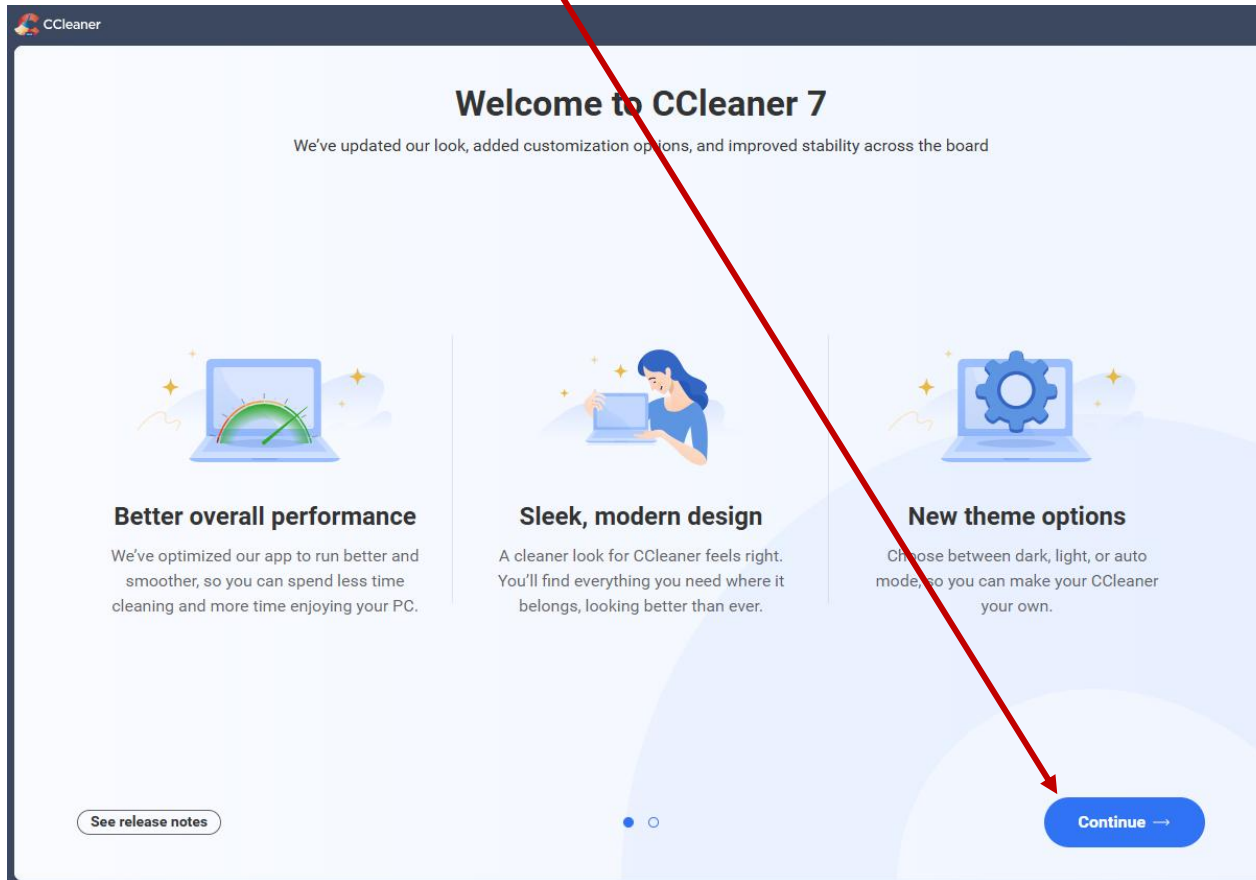 CCleaner
Welcome to CCleaner 7
We've updated our look, added customization options, and improved stability across the board
Better overall performance
We've optimized our app to run better and
smoother, so you can spend less time
cleaning and more time enjoying your PC.
Sleek, modern design
A cleaner look for CCleaner feels right.
You'll find everything you need where it
belongs, looking better than ever.
New theme options
Choose between dark, light, or auto
mode, so you can make your CCleaner
your own.
See release notes
Continue →